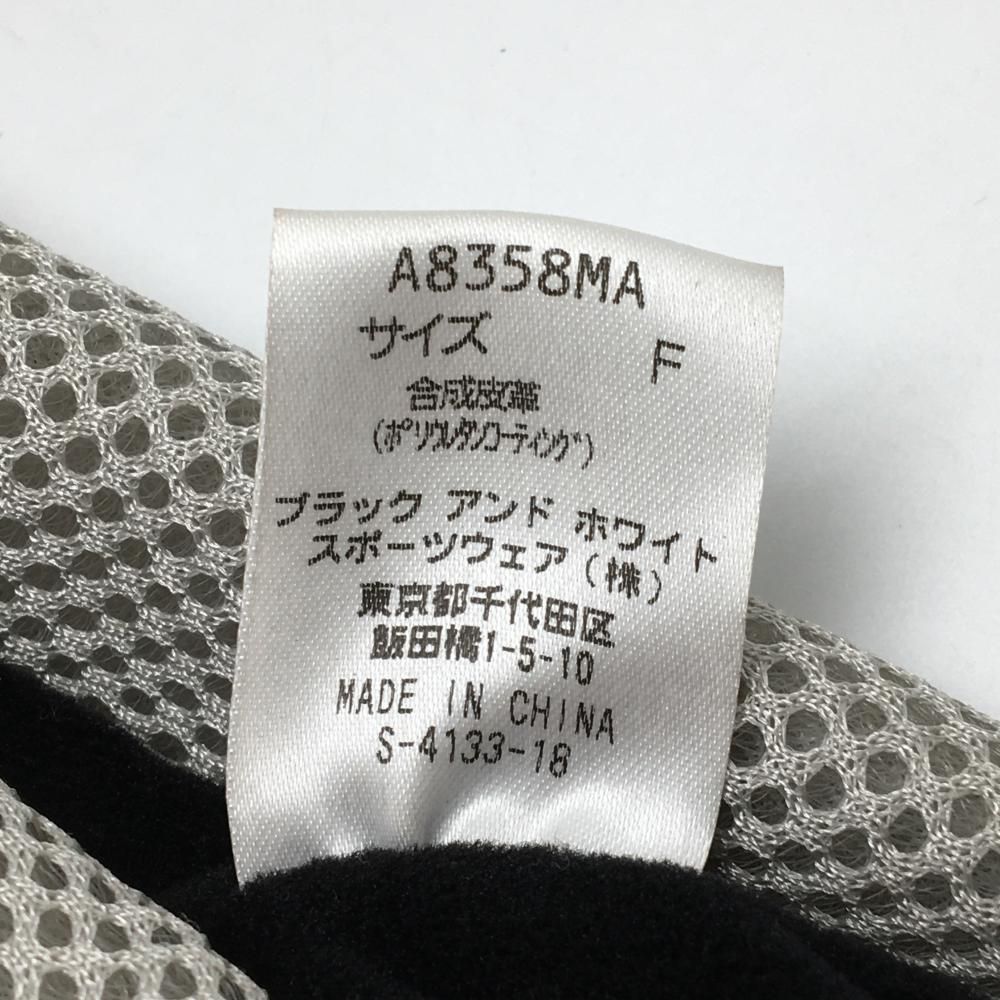 A8358MA
サイズ F
合成皮革
(ポリウレタンコーティング)
ブラック アンド ホワイト
スポーツウェア(株)
東京都千代田区
飯田橋1-5-10
MADE IN CHINA
S-4133-18